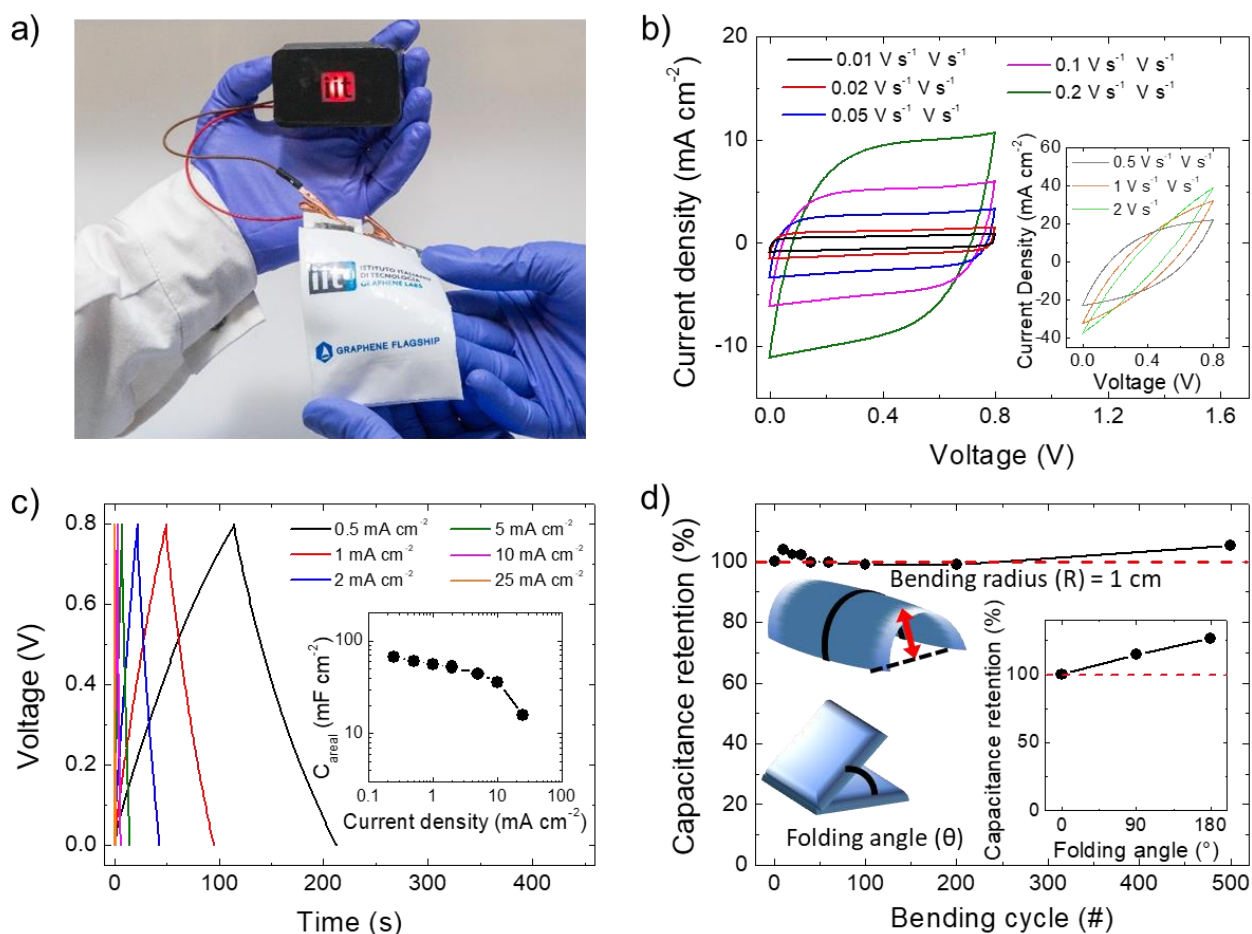 a)
iit
iit
ISTITUTO ITALIANO
DI TECNOLOGIA
GRAPHENE LABS
GRAPHENE FLAGSHIP
b)
Current density (mA cm⁻²)
20
10
0
-10
0.01 V s⁻¹ V s⁻¹
0.02 V s⁻¹ V s⁻¹
0.05 V s⁻¹ V s⁻¹
0.1 V s⁻¹ V s⁻¹
0.2 V s⁻¹ V s⁻¹
0.0 0.4 0.8 1.2 1.6
Voltage (V)
Current Density (mA cm⁻²)
60
40
20
0
-20
-40
0.5 V s⁻¹ V s⁻¹
1 V s⁻¹ V s⁻¹
2 V s⁻¹
0.0 0.4 0.8
Voltage (V)
c)
Voltage (V)
0.8
0.6
0.4
0.2
0.0
0.5 mA cm⁻²
1 mA cm⁻²
2 mA cm⁻²
5 mA cm⁻²
10 mA cm⁻²
25 mA cm⁻²
0 100 200 300 400
Time (s)
C areal (mF cm⁻²)
100
10
0.1 1 10 100
Current density (mA cm⁻²)
d)
Capacitance retention (%)
120
100
80
60
40
20
0
Bending radius (R) = 1 cm
Folding angle (θ)
0 100 200 300 400 500
Bending cycle (#)
Capacitance retention (%)
100
50
0
0 90 180
Folding angle (°)